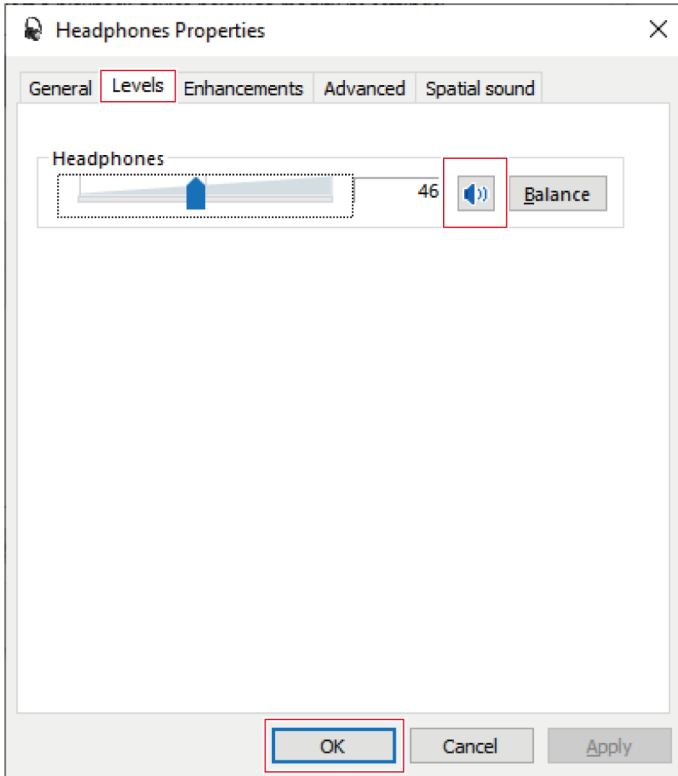 Headphones Properties
General Levels Enhancements Advanced Spatial sound
Headphones
46 Balance
OK Cancel Apply